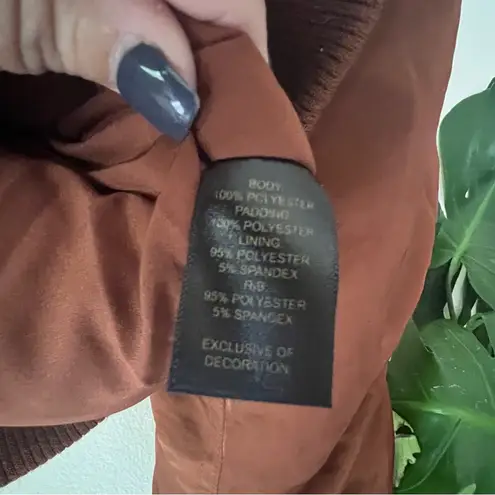 BODY
100% POLYESTER
PADDING
100% POLYESTER
LINING
95% POLYESTER
5% SPANDEX
RIB
95% POLYESTER
5% SPANDEX
EXCLUSIVE OF
DECORATION